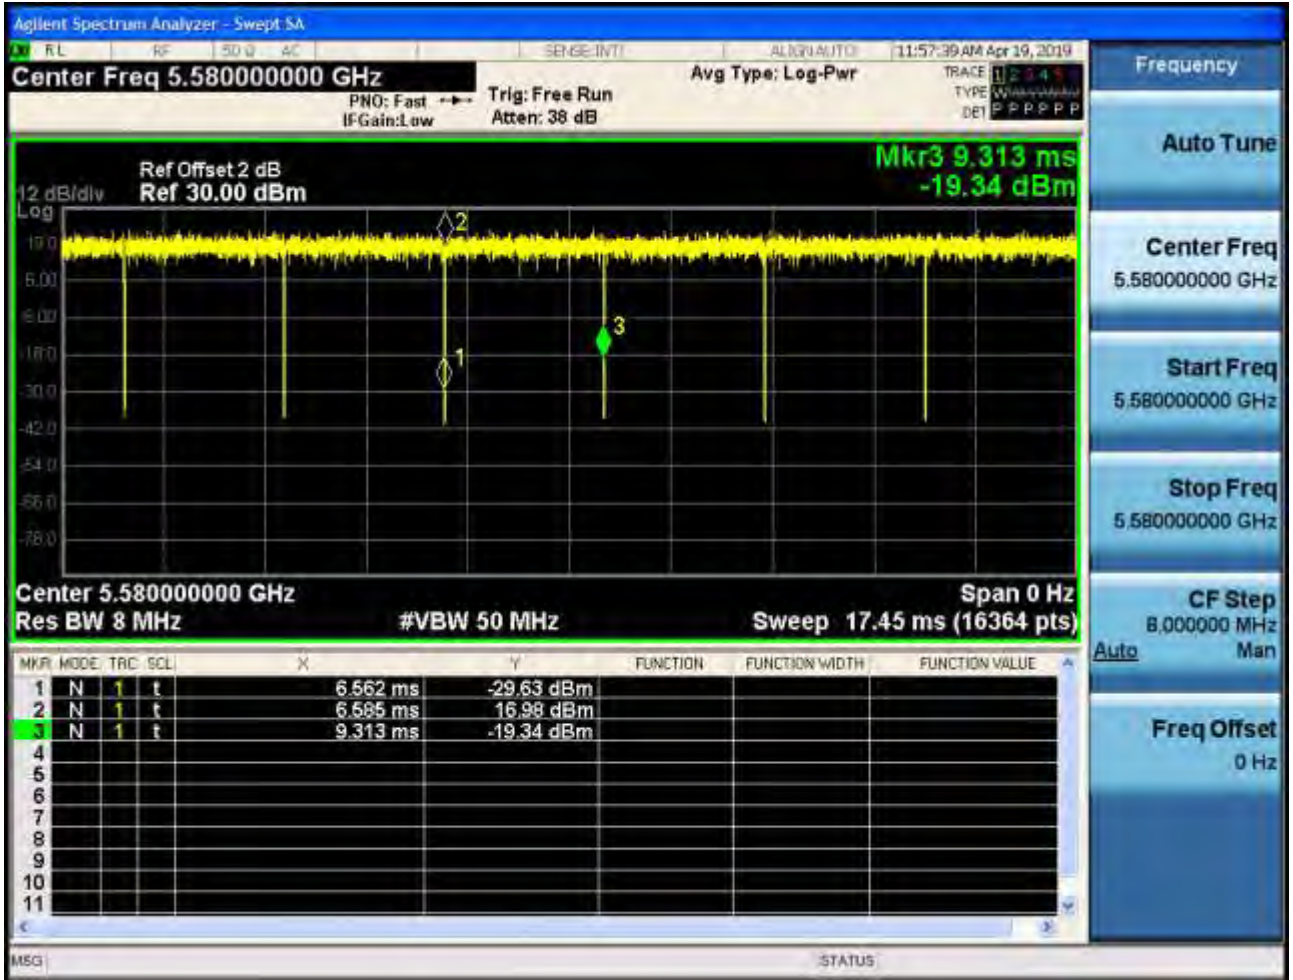 Agilent Spectrum Analyzer - Swept SA
RL RF 50 Ω AC SENSE:INT ALIGN AUTO 11:57:39 AM Apr 19, 2019
Center Freq 5.580000000 GHz
Avg Type: Log-Pwr
TRACE 1 2 3 4 5
TYPE
DET P P P P P P
PNO: Fast
IFGain:Low
Trig: Free Run
Atten: 38 dB
Frequency
Auto Tune
Center Freq
5.580000000 GHz
Start Freq
5.580000000 GHz
Stop Freq
5.580000000 GHz
CF Step
8.000000 MHz
Auto Man
Freq Offset
0 Hz
Mkr3 9.313 ms
-19.34 dBm
Ref Offset 2 dB
12 dB/div Ref 30.00 dBm
Log
2
19.0
6.00
-6.00
3
-18.0
1
-30.0
-42.0
-54.0
-66.0
-78.0
Center 5.580000000 GHz Span 0 Hz
Res BW 8 MHz #VBW 50 MHz Sweep 17.45 ms (16364 pts)
MKR MODE TRC SCL X Y FUNCTION FUNCTION WIDTH FUNCTION VALUE
1 N 1 t 6.562 ms -29.63 dBm
2 N 1 t 6.585 ms 16.98 dBm
3 N 1 t 9.313 ms -19.34 dBm
4
5
6
7
8
9
10
11
MSG STATUS